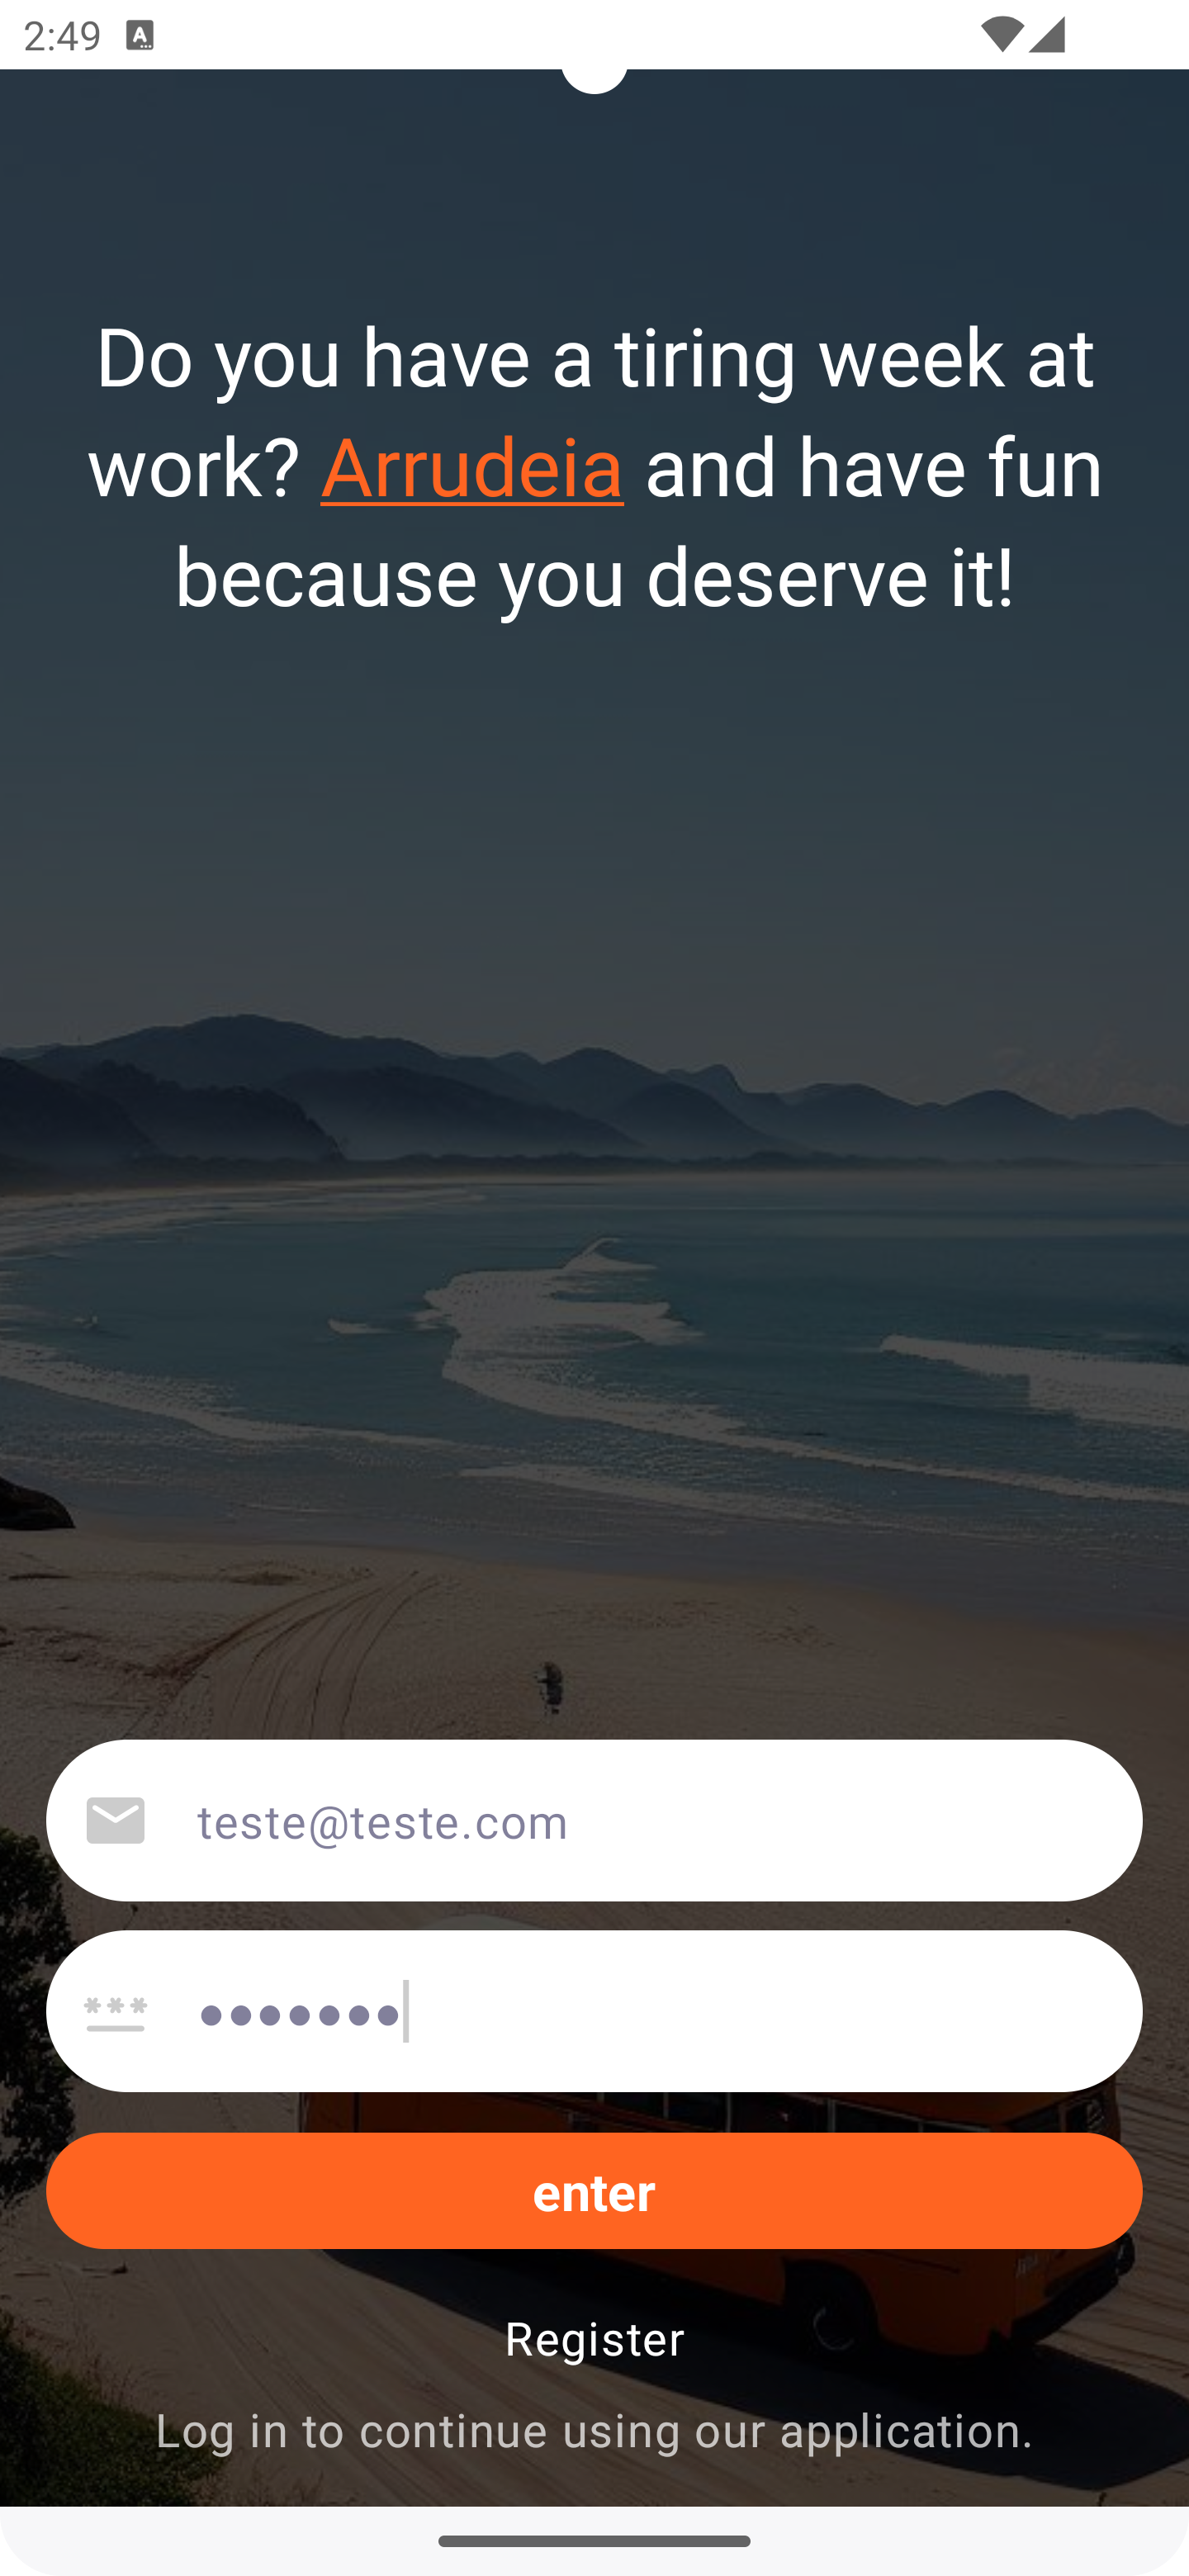 2:49
Do you have a tiring week at
work? Arrudeia and have fun
because you deserve it!
teste@teste.com
•••••••
enter
Register
Log in to continue using our application.